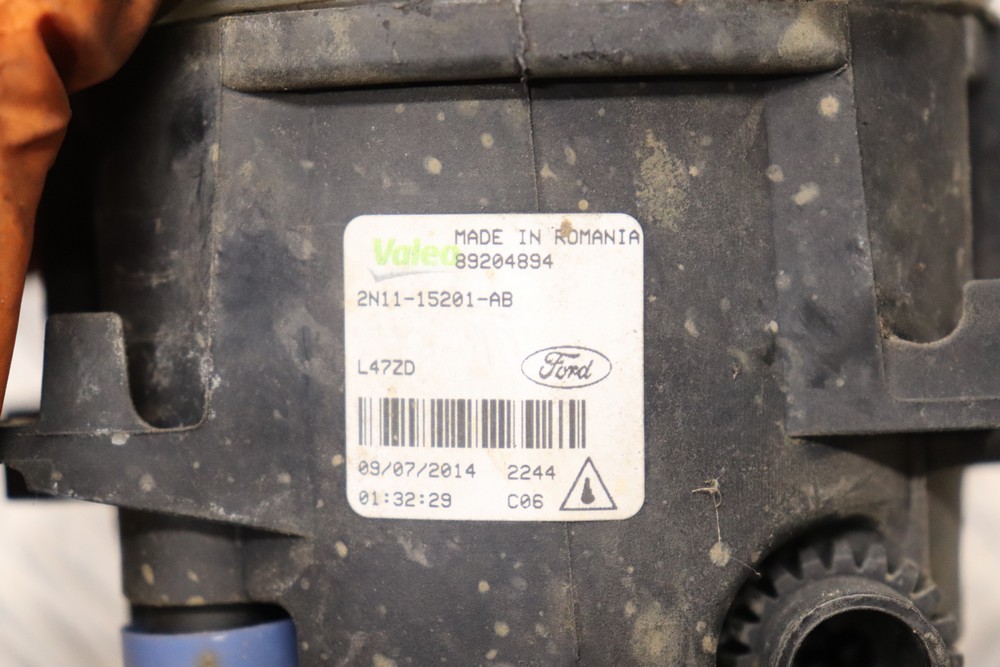 MADE IN ROMANIA
Valeo 89204894
2N11-15201-AB
L47ZD Ford
09/07/2014 2244
01:32:29 C06